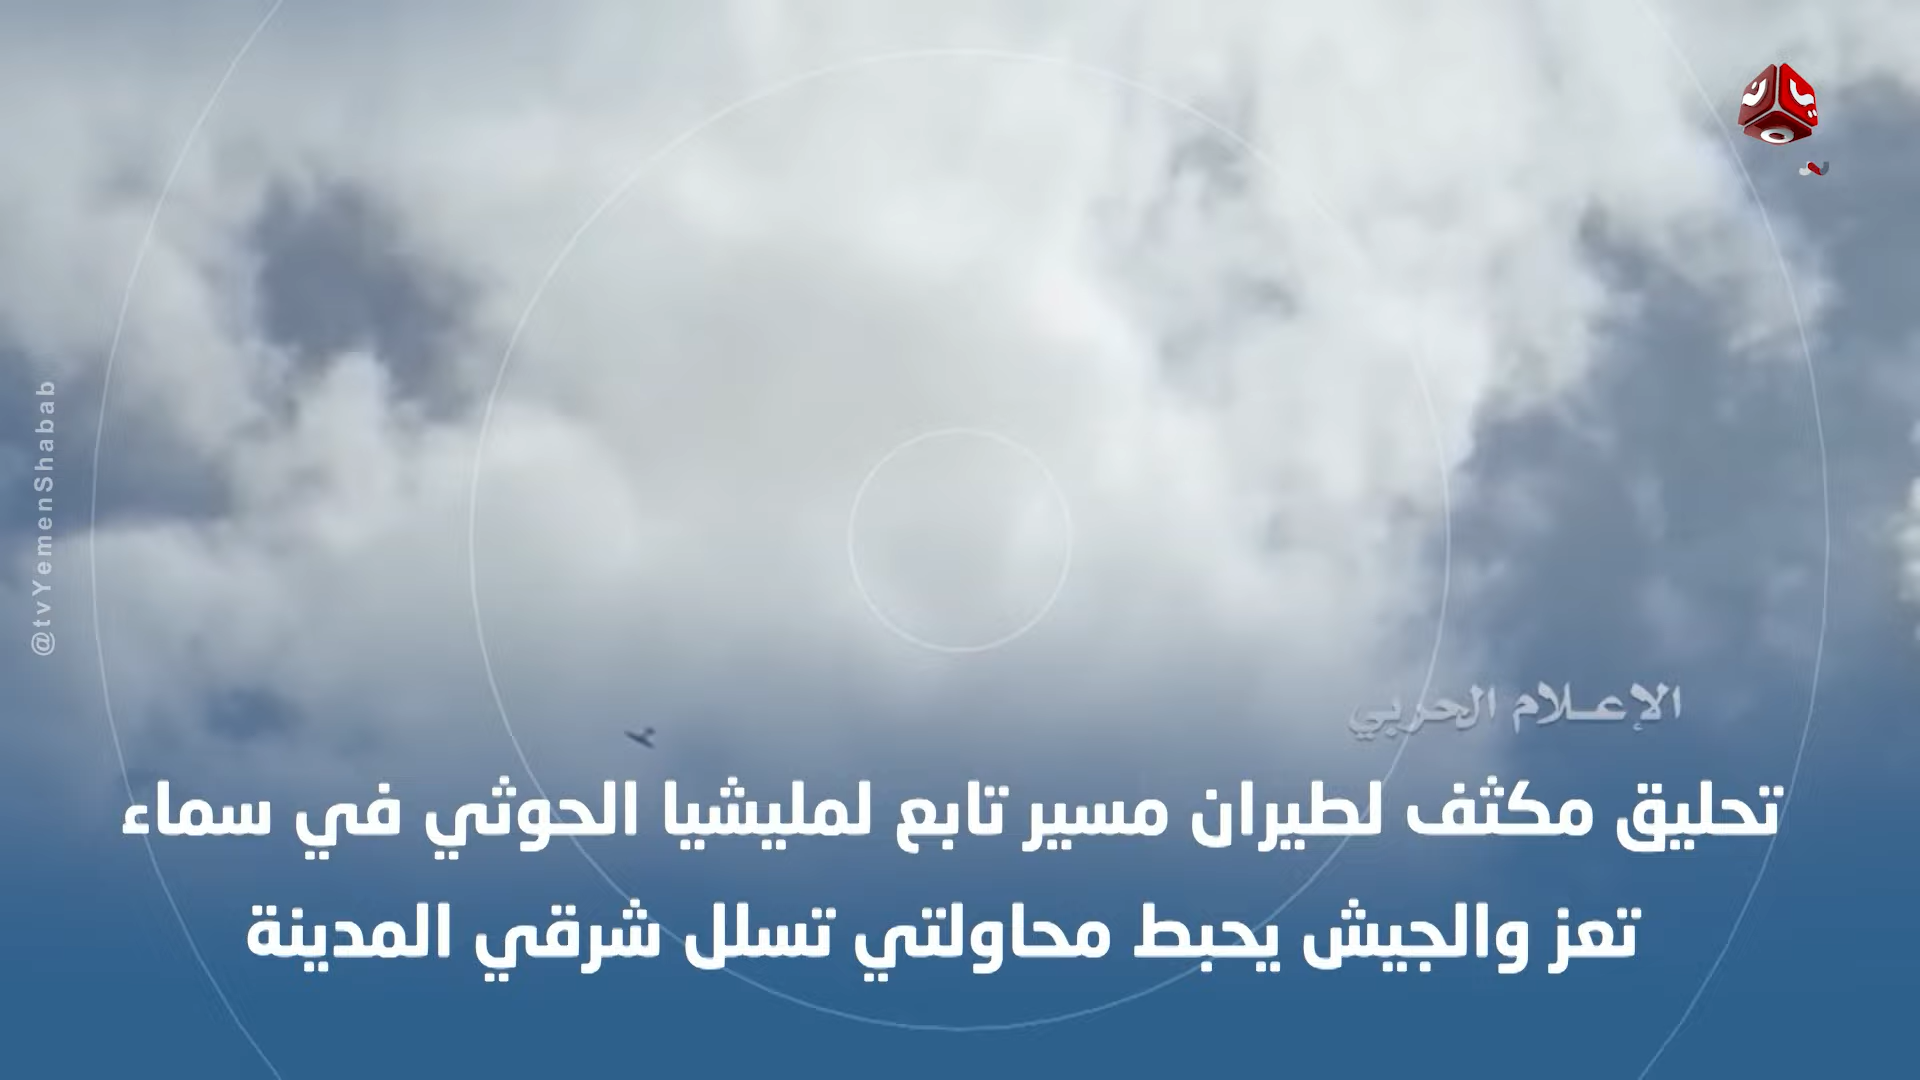 @tvYemenShabab
الإعلام الحربي
تحليق مكثف لطيران مسير تابع لمليشيا الحوثي في سماء
تعز والجيش يحبط محاولتي تسلل شرقي المدينة